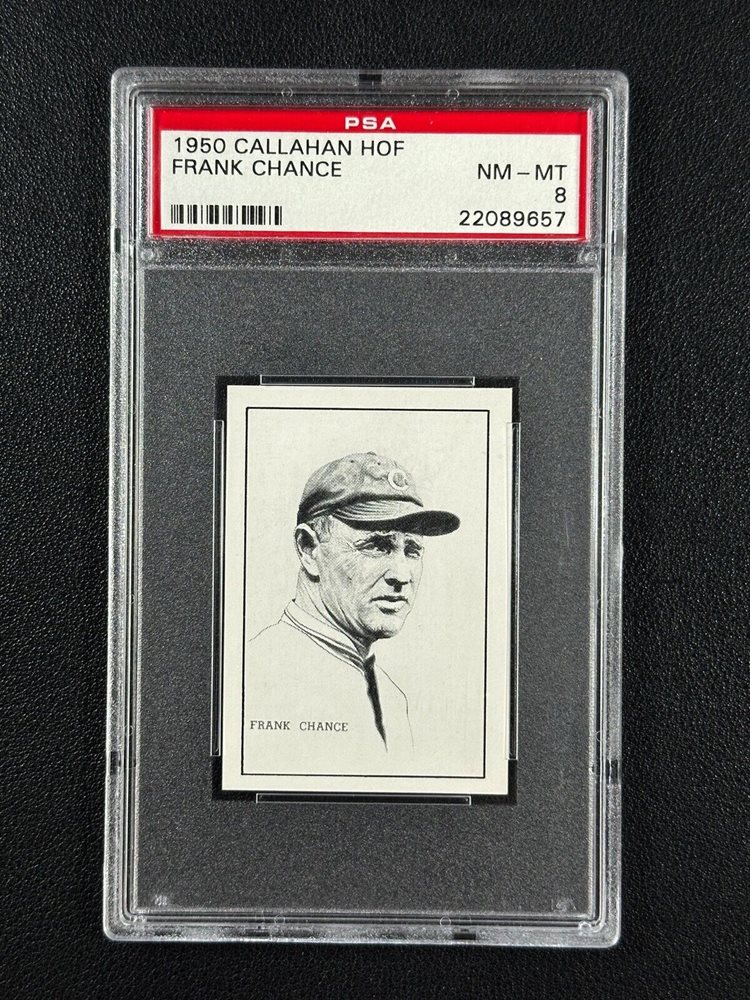 PSA
1950 CALLAHAN HOF
FRANK CHANCE
NM - MT
8
22089657
C
FRANK CHANCE